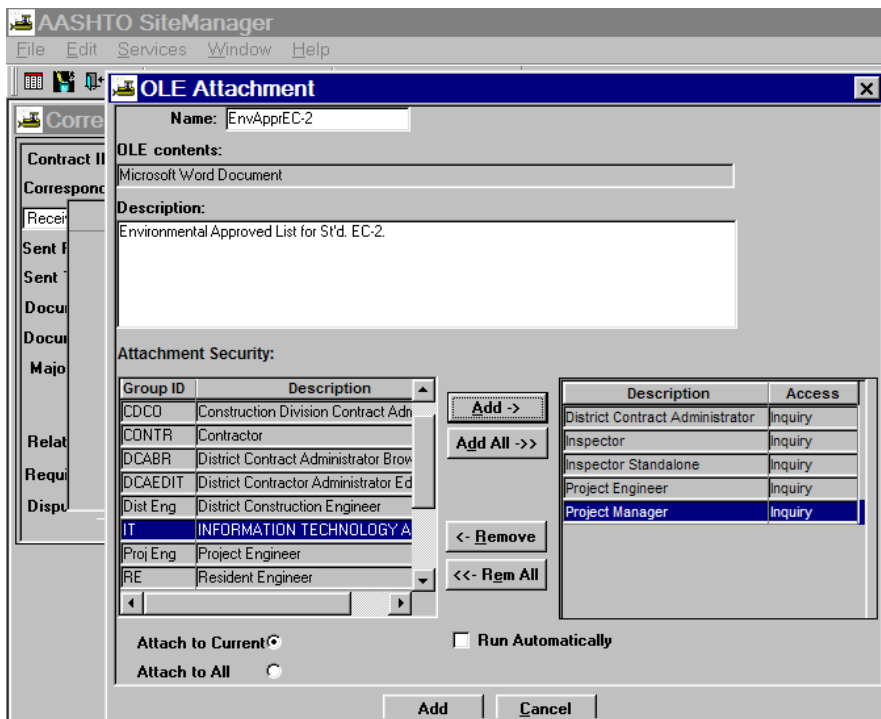 AASHTO SiteManager
File Edit Services Window Help
OLE Attachment
Corre
Contract I
Correspond
Recei
Sent
Sent
Docu
Docu
Majo
Relat
Requi
Dispu
Name: EnvApprEC-2
OLE contents:
Microsoft Word Document
Description:
Environmental Approved List for St'd. EC-2.
Attachment Security:
Group ID Description
CDCO Construction Division Contract Adm
CONTR Contractor
DCABR District Contract Administrator Brow
DCAEDIT District Contractor Administrator Ed
Dist Eng District Construction Engineer
IT INFORMATION TECHNOLOGY A
Proj Eng Project Engineer
RE Resident Engineer
Add ->
Add All ->>
<- Remove
<<- Rem All
Description Access
District Contract Administrator Inquiry
Inspector Inquiry
Inspector Standalone Inquiry
Project Engineer Inquiry
Project Manager Inquiry
Attach to Current
Attach to All
Run Automatically
Add Cancel